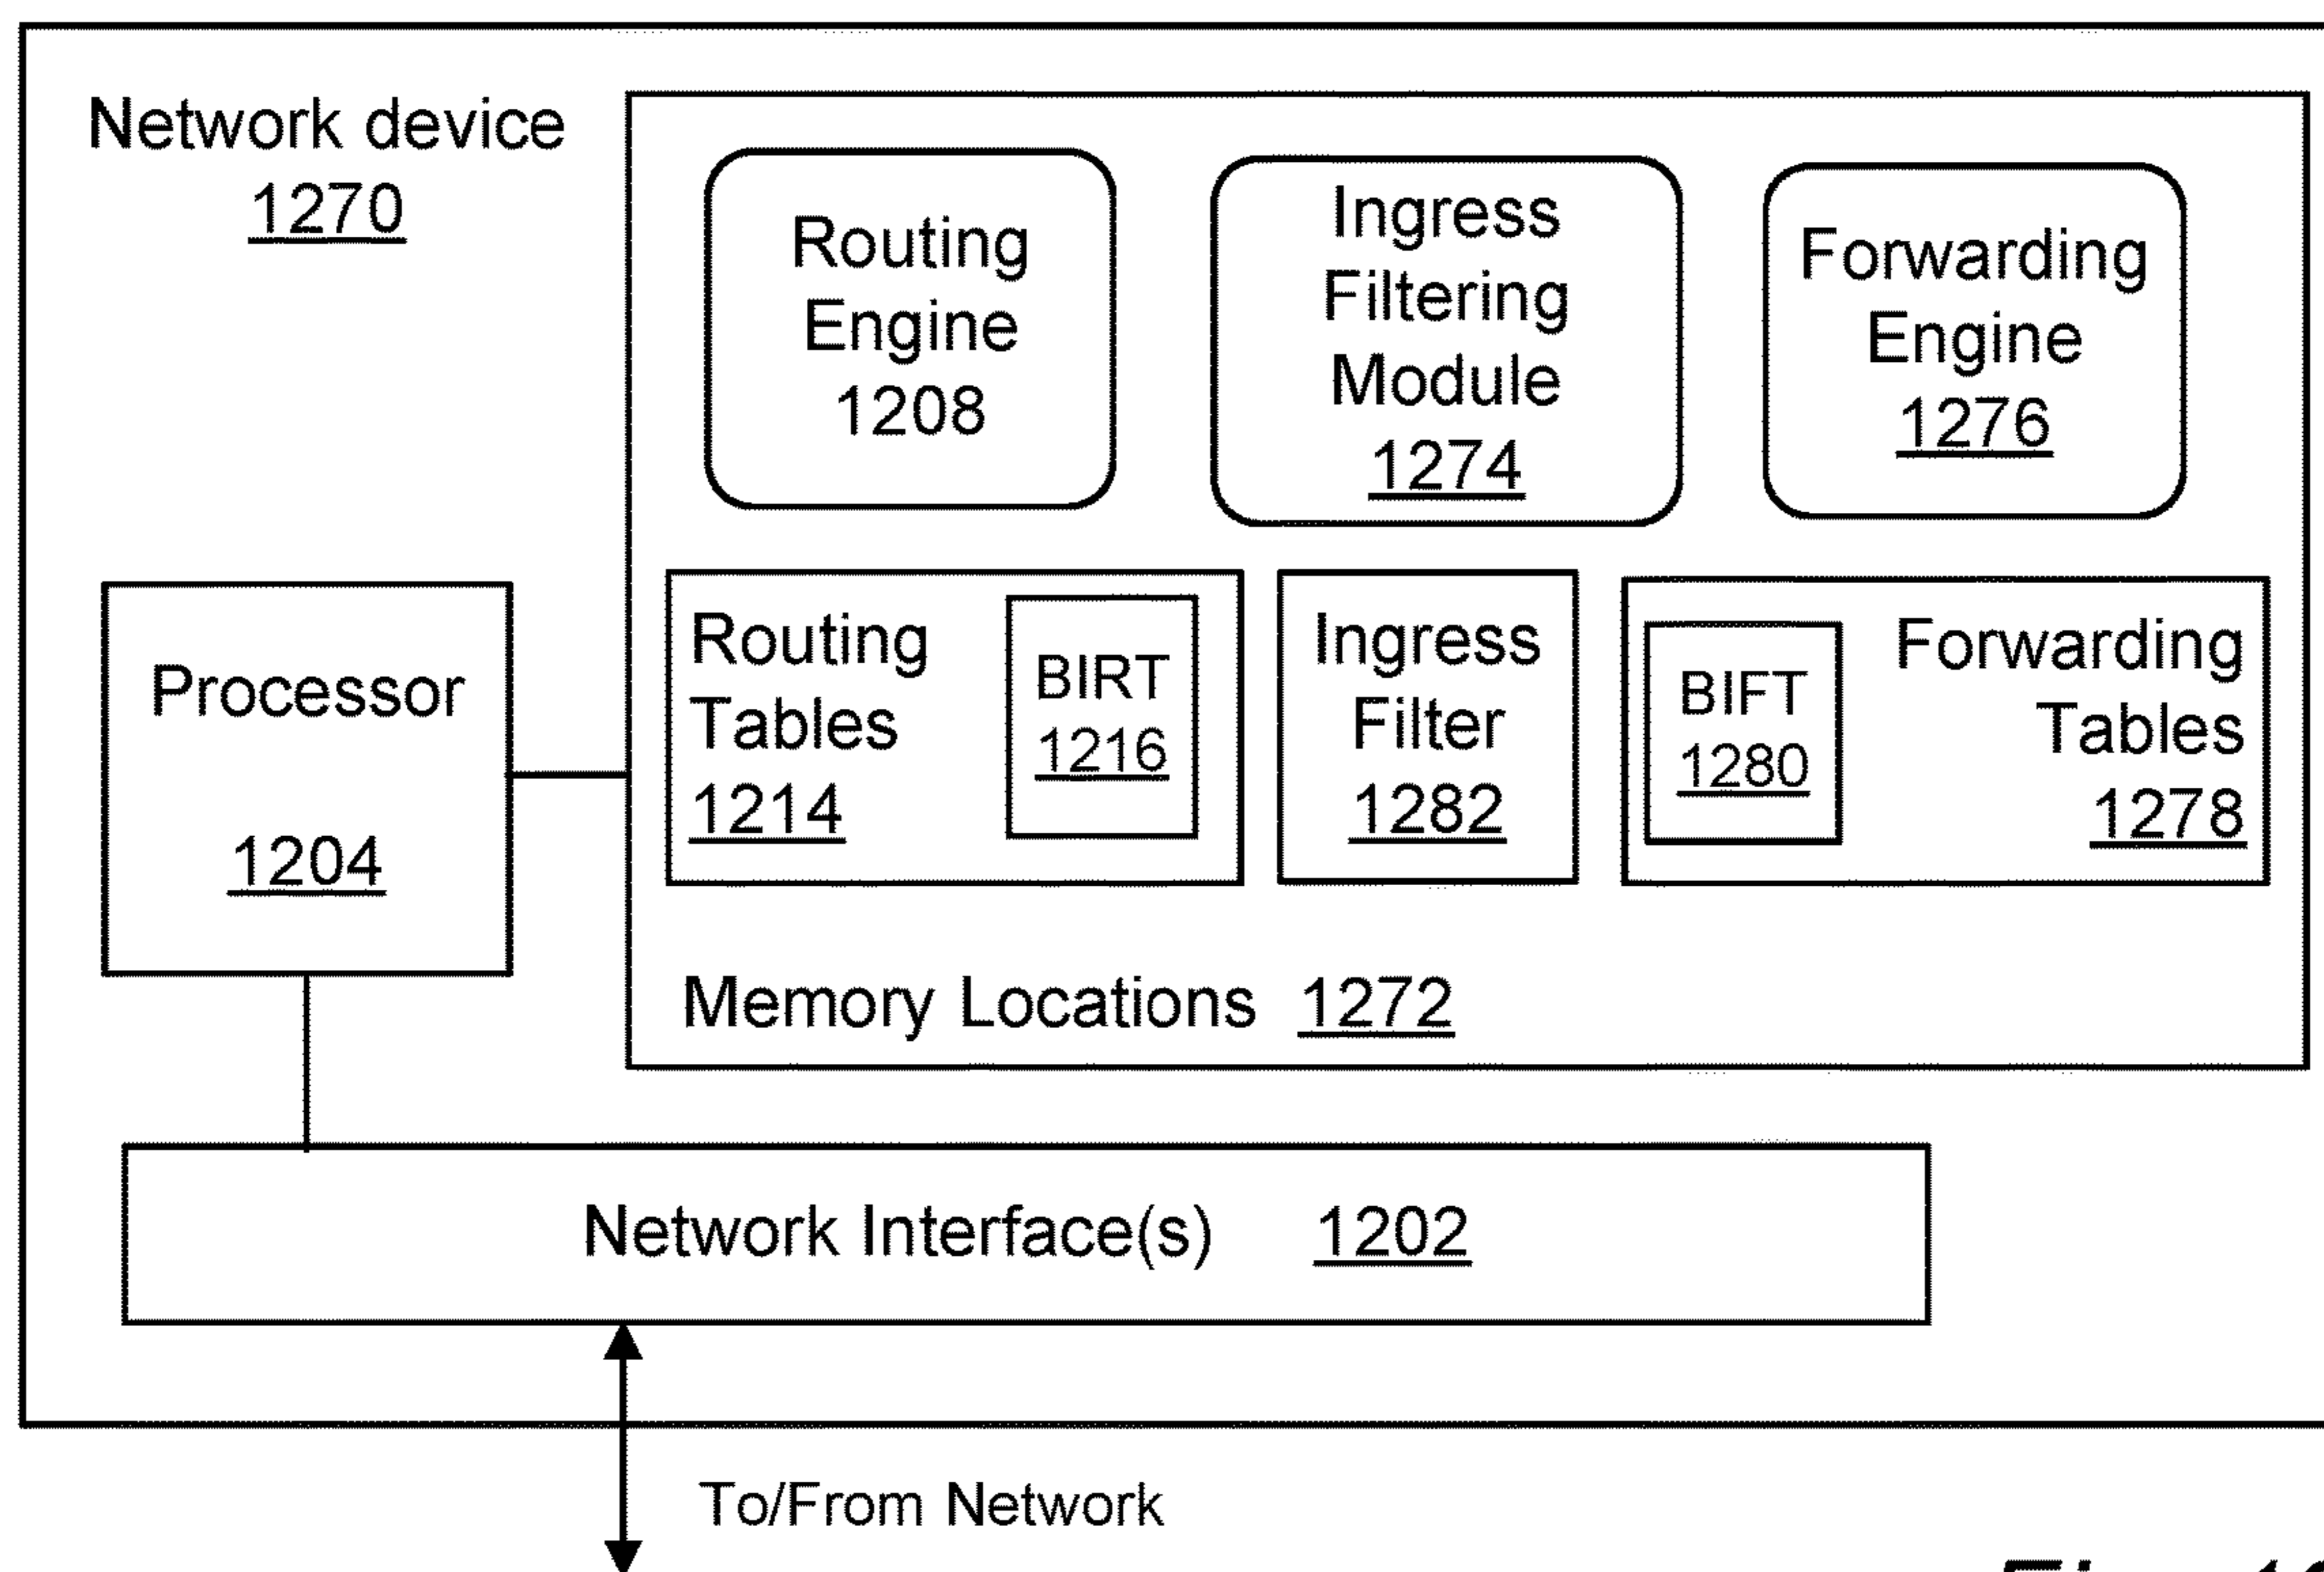 Network device
1270
Routing
Engine
1208
Ingress
Filtering
Module
1274
Forwarding
Engine
1276
Processor
1204
Routing
Tables
1214
BIRT
1216
Ingress
Filter
1282
BIFT
1280
Forwarding
Tables
1278
Memory Locations 1272
Network Interface(s) 1202
To/From Network